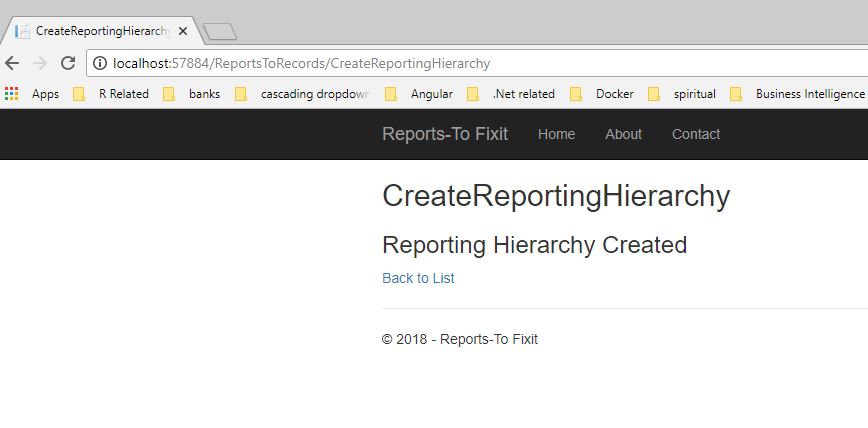 CreateReportingHierarchy
localhost:57884/ReportsToRecords/CreateReportingHierarchy
Apps R Related banks cascading dropdown Angular .Net related Docker spiritual Business Intelligence
Reports-To Fixit Home About Contact
CreateReportingHierarchy
Reporting Hierarchy Created
Back to List
© 2018 - Reports-To Fixit